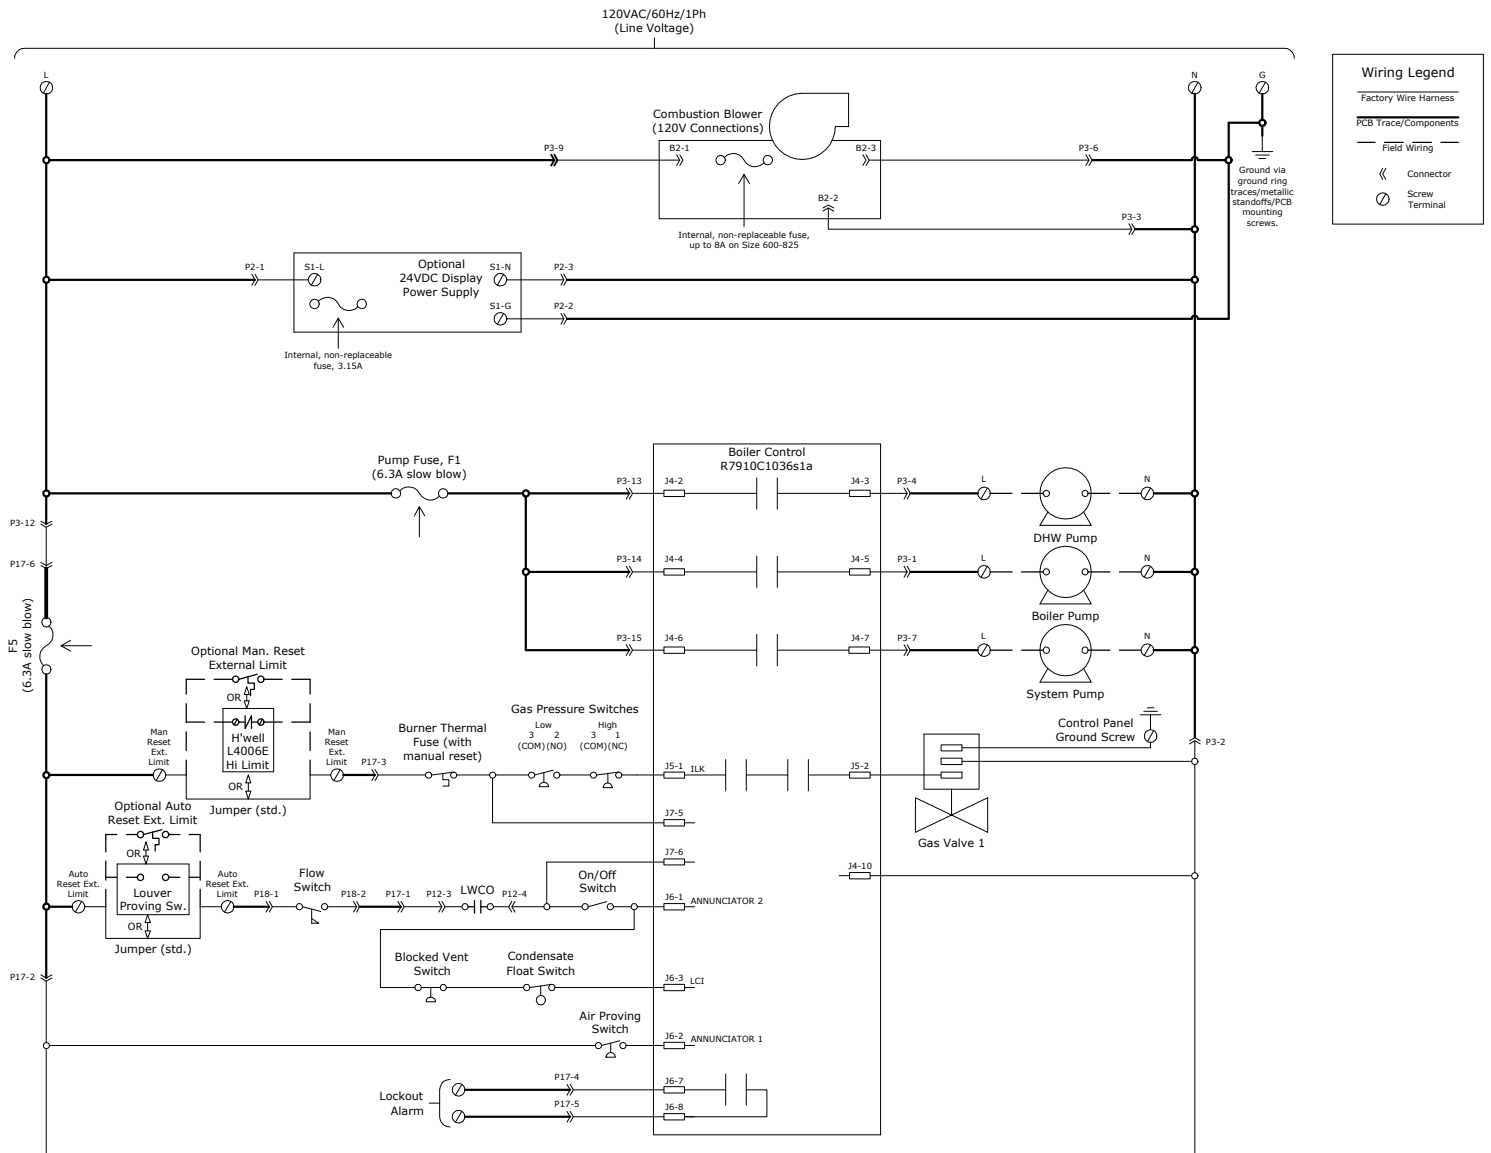 120VAC/60Hz/1Ph
(Line Voltage)
L
N
G
Wiring Legend
Factory Wire Harness
PCB Trace/Components
Field Wiring
Connector
Screw
Terminal
Combustion Blower
(120V Connections)
P3-9
B2-1
B2-3
P3-6
B2-2
P3-3
Internal, non-replaceable fuse,
up to 8A on Size 600-825
Ground via
ground ring
traces/metallic
standoffs/PCB
mounting
screws.
P2-1
S1-L
Optional
24VDC Display
Power Supply
S1-N
P2-3
S1-G
P2-2
Internal, non-replaceable
fuse, 3.15A
Pump Fuse, F1
(6.3A slow blow)
Boiler Control
R7910C1036s1a
P3-13
J4-2
J4-3
P3-4
L
N
DHW Pump
P3-12
P17-6
P3-14
J4-4
J4-5
P3-1
L
N
Boiler Pump
F5
(6.3A slow blow)
P3-15
J4-6
J4-7
P3-7
L
N
System Pump
Optional Man. Reset
External Limit
OR
H'well
L4006E
Hi Limit
OR
Jumper (std.)
Man
Reset
Ext.
Limit
Man
Reset
Ext.
Limit
P17-3
Burner Thermal
Fuse (with
manual reset)
Gas Pressure Switches
Low
3 2
(COM)(NO)
High
3 1
(COM)(NC)
J5-1 ILK
J5-2
Control Panel
Ground Screw
P3-2
Gas Valve 1
J7-5
J7-6
J4-10
Optional Auto
Reset Ext. Limit
OR
Louver
Proving Sw.
OR
Jumper (std.)
Auto
Reset Ext.
Limit
Auto
Reset Ext.
Limit
P18-1
Flow
Switch
P18-2
P17-1
P12-3
LWCO
P12-4
On/Off
Switch
J6-1 ANNUNCIATOR 2
P17-2
Blocked Vent
Switch
Condensate
Float Switch
J6-3 LCI
Air Proving
Switch
J6-2 ANNUNCIATOR 1
Lockout
Alarm
P17-4
J6-7
P17-5
J6-8